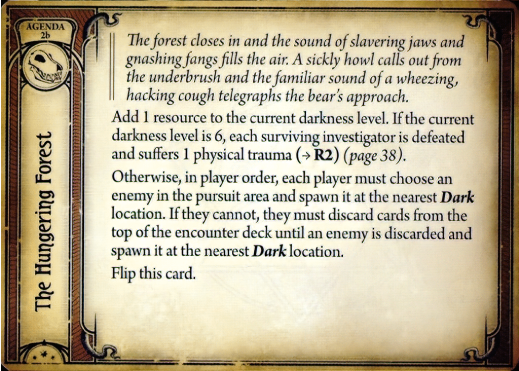 AGENDA
2b
The Hungering Forest
The forest closes in and the sound of slavering jaws and
gnashing fangs fills the air. A sickly howl calls out from
the underbrush and the familiar sound of a wheezing,
hacking cough telegraphs the bear's approach.
Add 1 resource to the current darkness level. If the current
darkness level is 6, each surviving investigator is defeated
and suffers 1 physical trauma (→ R2) (page 38).
Otherwise, in player order, each player must choose an
enemy in the pursuit area and spawn it at the nearest Dark
location. If they cannot, they must discard cards from the
top of the encounter deck until an enemy is discarded and
spawn it at the nearest Dark location.
Flip this card.